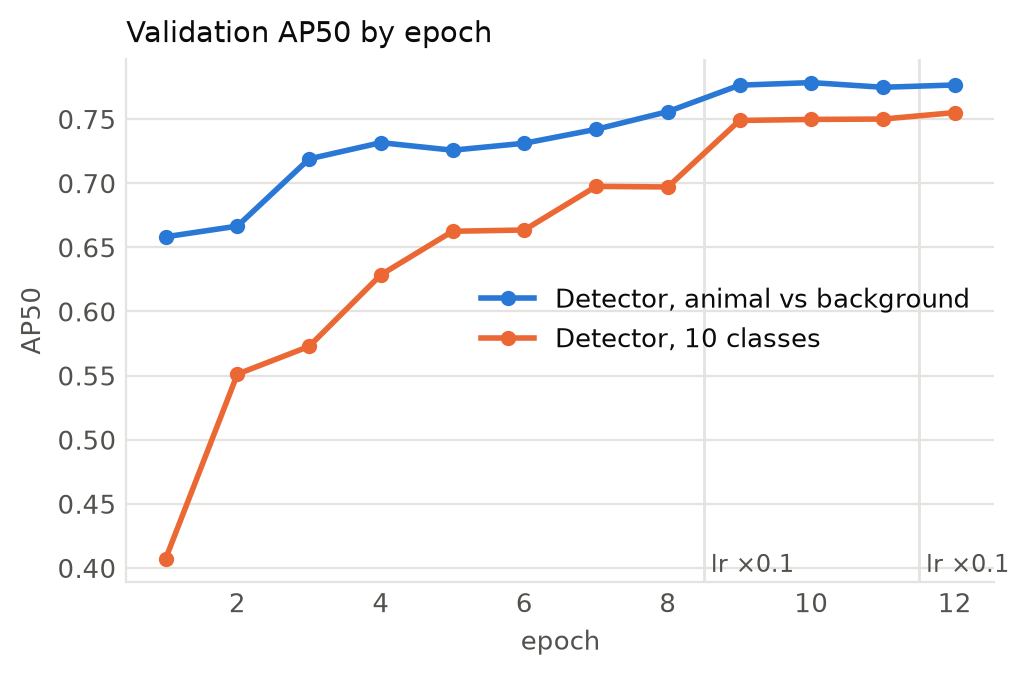 Validation AP50 by epoch
AP50
0.75
0.70
0.65
0.60
0.55
0.50
0.45
0.40
Detector, animal vs background
Detector, 10 classes
lr ×0.1
lr ×0.1
2 4 6 8 10 12
epoch